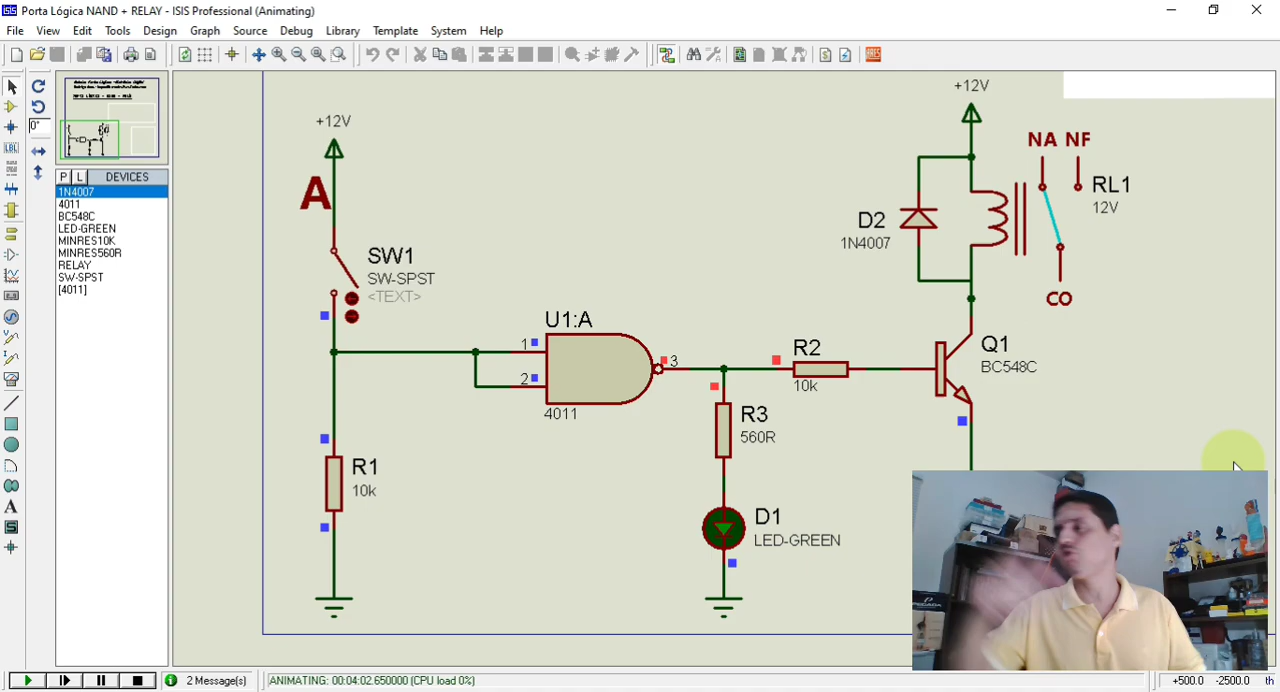 Porta Lógica NAND + RELAY - ISIS Professional (Animating)
File View Edit Tools Design Graph Source Debug Library Template System Help
0°
P L DEVICES
1N4007
4011
BC548C
LED-GREEN
MINRES10K
MINRES560R
RELAY
SW-SPST
[4011]
+12V
A
SW1
SW-SPST
<TEXT>
R1
10k
U1:A
1
2
3
4011
R2
10k
R3
560R
D1
LED-GREEN
+12V
D2
1N4007
NA NF
RL1
12V
CO
Q1
BC548C
2 Message(s)
ANIMATING: 00:04:02.650000 (CPU load 0%)
+500.0 -2500.0 th